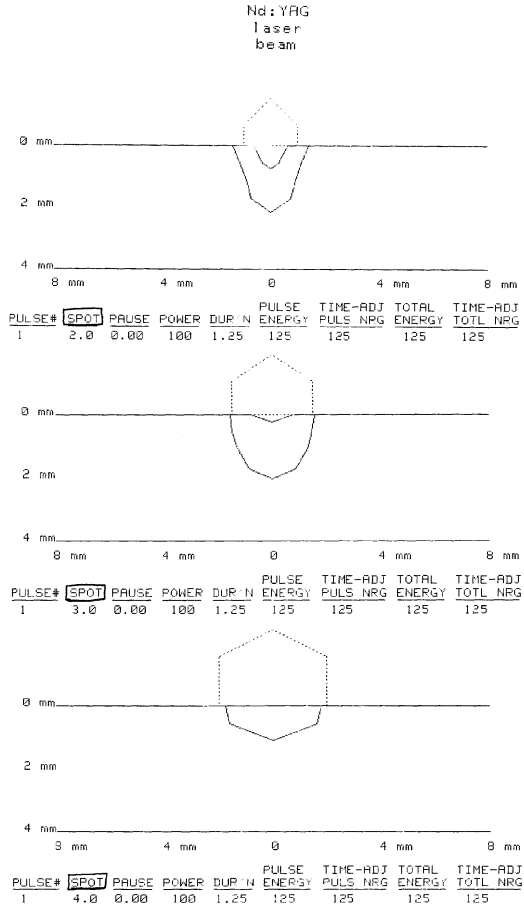 Nd:YAG
laser
beam
0 mm
2 mm
4 mm
8 mm 4 mm 0 4 mm 8 mm
PULSE# SPOT PAUSE POWER DUR'N PULSE ENERGY TIME-ADJ PULS NRG TOTAL ENERGY TIME-ADJ TOTL NRG
1 2.0 0.00 100 1.25 125 125 125 125
0 mm
2 mm
4 mm
8 mm 4 mm 0 4 mm 8 mm
PULSE# SPOT PAUSE POWER DUR'N PULSE ENERGY TIME-ADJ PULS NRG TOTAL ENERGY TIME-ADJ TOTL NRG
1 3.0 0.00 100 1.25 125 125 125 125
0 mm
2 mm
4 mm
9 mm 4 mm 0 4 mm 8 mm
PULSE# SPOT PAUSE POWER DUR'N PULSE ENERGY TIME-ADJ PULS NRG TOTAL ENERGY TIME-ADJ TOTL NRG
1 4.0 0.00 100 1.25 125 125 125 125